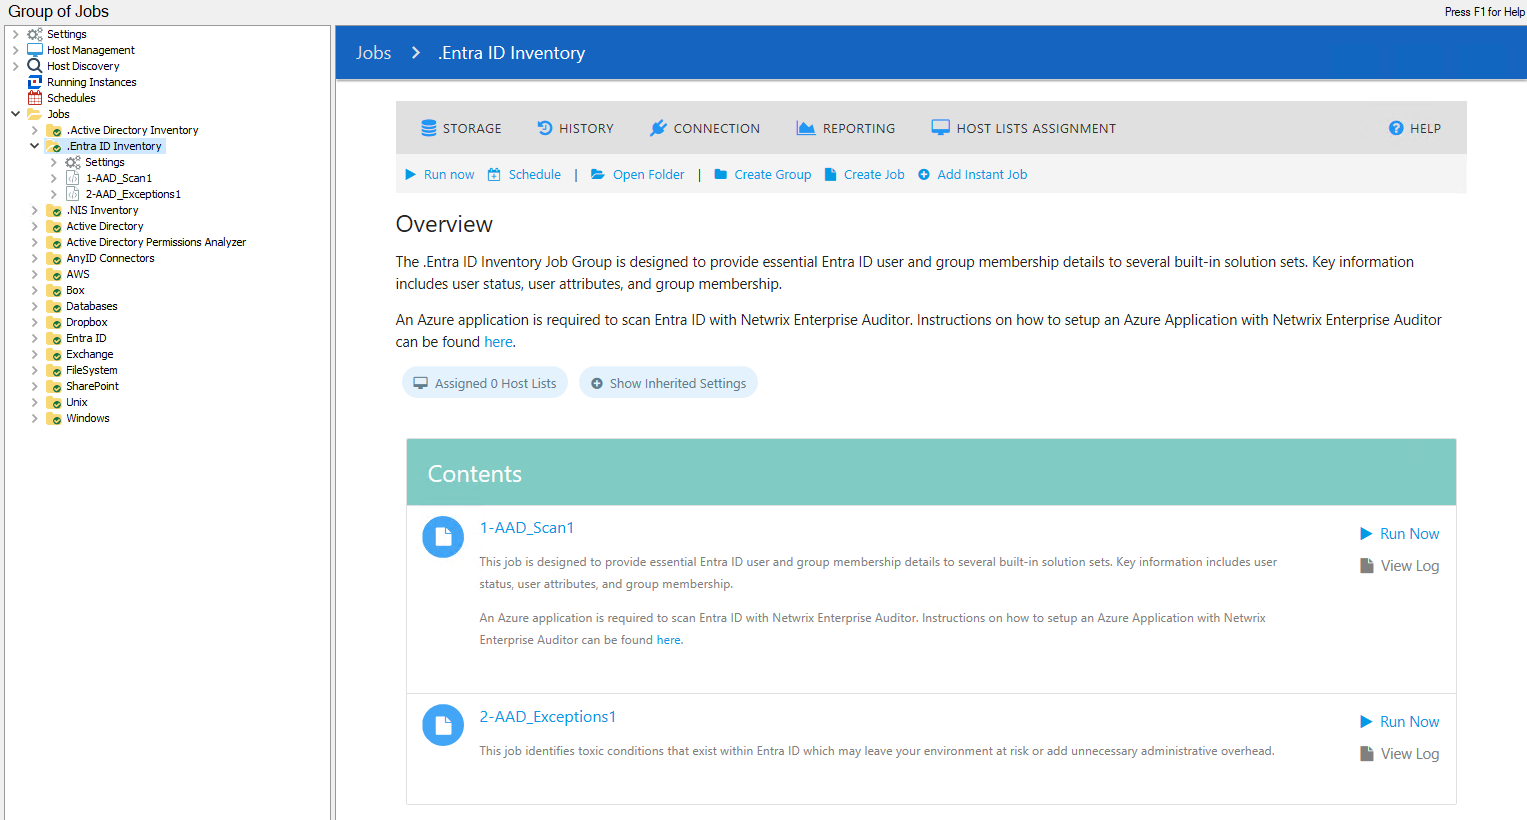 Group of Jobs
Press F1 for Help
Settings
Host Management
Host Discovery
Running Instances
Schedules
Jobs
.Active Directory Inventory
.Entra ID Inventory
Settings
1-AAD_Scan1
2-AAD_Exceptions1
.NIS Inventory
Active Directory
Active Directory Permissions Analyzer
AnyID Connectors
AWS
Box
Databases
Dropbox
Entra ID
Exchange
FileSystem
SharePoint
Unix
Windows
Jobs > .Entra ID Inventory
STORAGE HISTORY CONNECTION REPORTING HOST LISTS ASSIGNMENT HELP
Run now Schedule | Open Folder | Create Group Create Job Add Instant Job
Overview
The .Entra ID Inventory Job Group is designed to provide essential Entra ID user and group membership details to several built-in solution sets. Key information
includes user status, user attributes, and group membership.
An Azure application is required to scan Entra ID with Netwrix Enterprise Auditor. Instructions on how to setup an Azure Application with Netwrix Enterprise Auditor
can be found here.
Assigned 0 Host Lists Show Inherited Settings
Contents
1-AAD_Scan1
Run Now
This job is designed to provide essential Entra ID user and group membership details to several built-in solution sets. Key information includes user
View Log
status, user attributes, and group membership.
An Azure application is required to scan Entra ID with Netwrix Enterprise Auditor. Instructions on how to setup an Azure Application with Netwrix
Enterprise Auditor can be found here.
2-AAD_Exceptions1
Run Now
This job identifies toxic conditions that exist within Entra ID which may leave your environment at risk or add unnecessary administrative overhead.
View Log